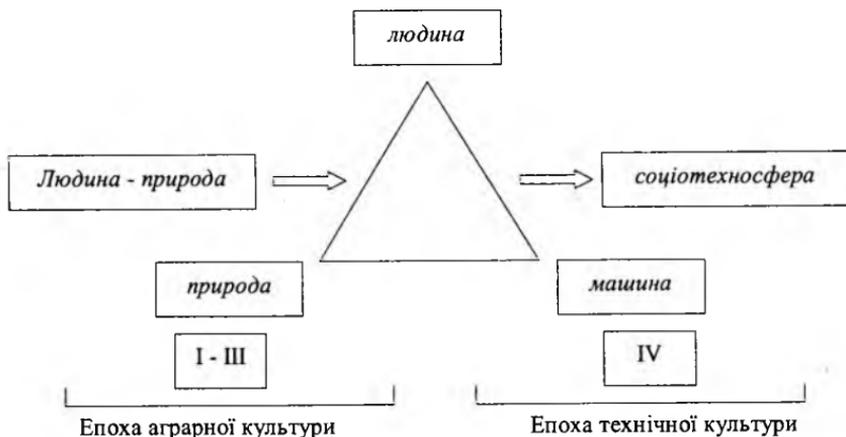 людина
Людина - природа
соціотехносфера
природа
машина
I - III
IV
Епоха аграрної культури
Епоха технічної культури